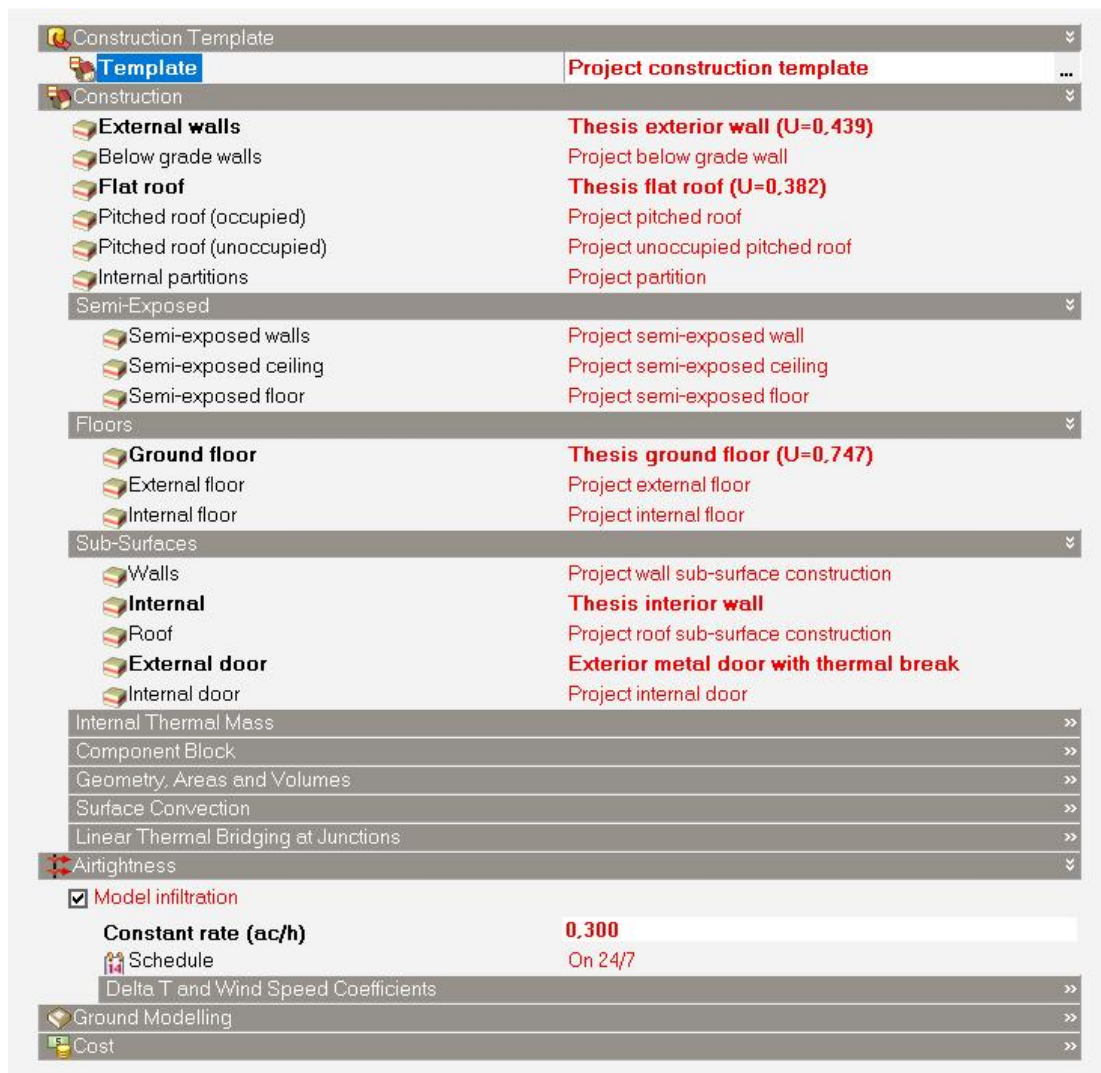 Construction Template
Template Project construction template ...
Construction
External walls Thesis exterior wall (U=0,439)
Below grade walls Project below grade wall
Flat roof Thesis flat roof (U=0,382)
Pitched roof (occupied) Project pitched roof
Pitched roof (unoccupied) Project unoccupied pitched roof
Internal partitions Project partition
Semi-Exposed
Semi-exposed walls Project semi-exposed wall
Semi-exposed ceiling Project semi-exposed ceiling
Semi-exposed floor Project semi-exposed floor
Floors
Ground floor Thesis ground floor (U=0,747)
External floor Project external floor
Internal floor Project internal floor
Sub-Surfaces
Walls Project wall sub-surface construction
Internal Thesis interior wall
Roof Project roof sub-surface construction
External door Exterior metal door with thermal break
Internal door Project internal door
Internal Thermal Mass
Component Block
Geometry, Areas and Volumes
Surface Convection
Linear Thermal Bridging at Junctions
Airtightness
Model infiltration
Constant rate (ac/h) 0,300
14 Schedule On 24/7
Delta T and Wind Speed Coefficients
Ground Modelling
Cost